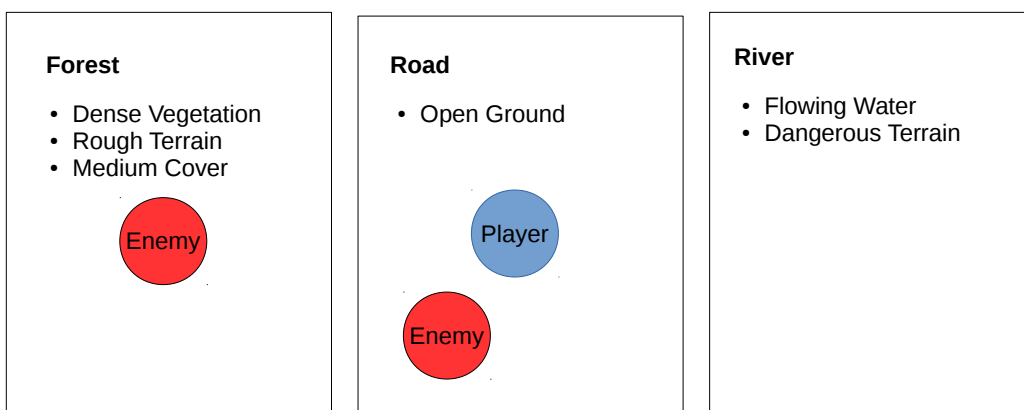 Forest
• Dense Vegetation
• Rough Terrain
• Medium Cover
Enemy
Road
• Open Ground
Player
Enemy
River
• Flowing Water
• Dangerous Terrain